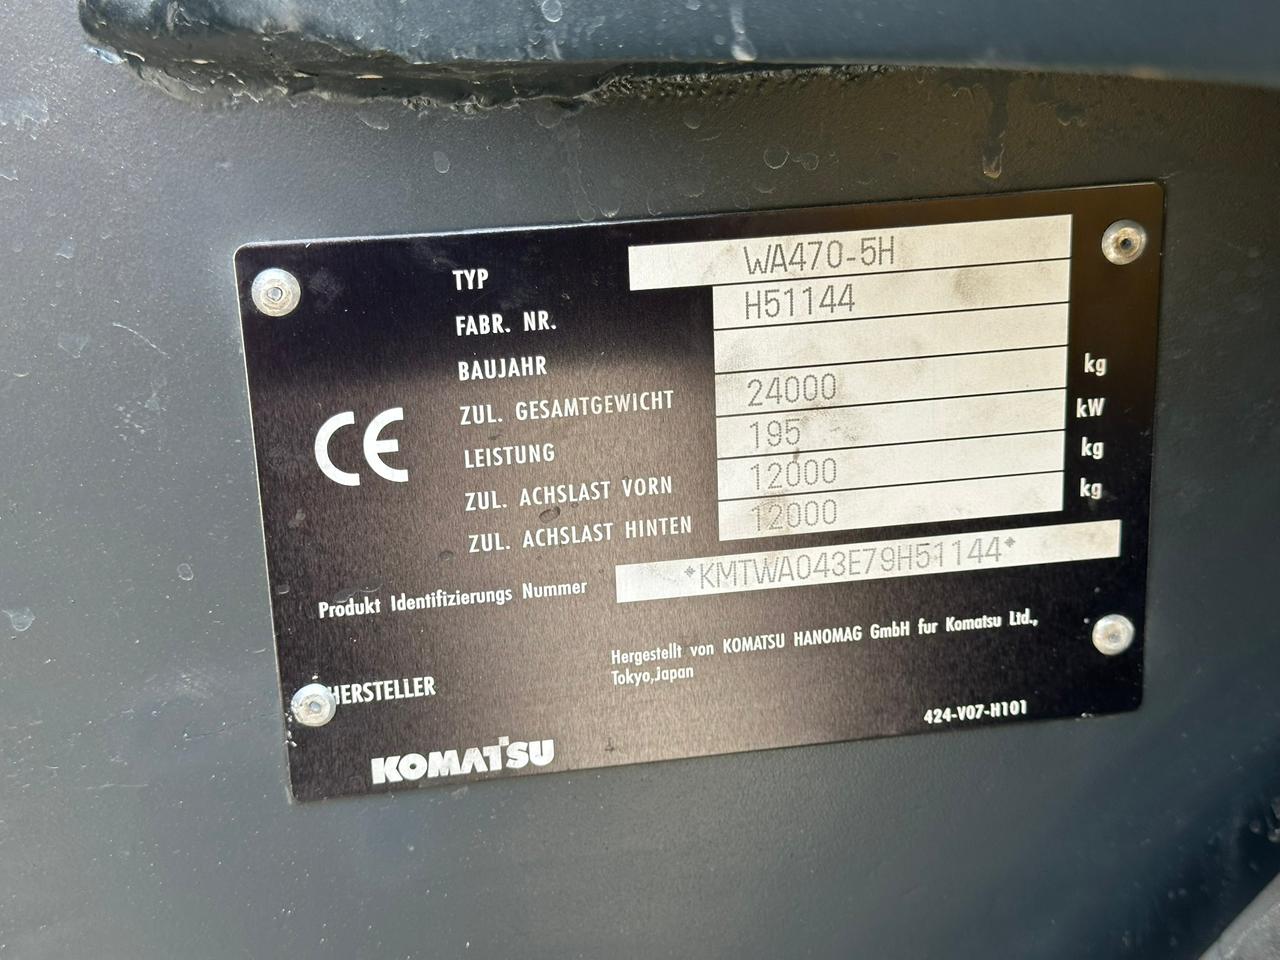 TYP WA470-5H
FABR. NR. H51144
BAUJAHR
ZUL. GESAMTGEWICHT 24000 kg
LEISTUNG 195 kW
ZUL. ACHSLAST VORN 12000 kg
ZUL. ACHSLAST HINTEN 12000 kg
CE
Produkt Identifizierungs Nummer *KMTWA043E79H51144*
HERSTELLER
Hergestellt von KOMATSU HANOMAG GmbH fur Komatsu Ltd.,
Tokyo,Japan
424-V07-H101
KOMATSU